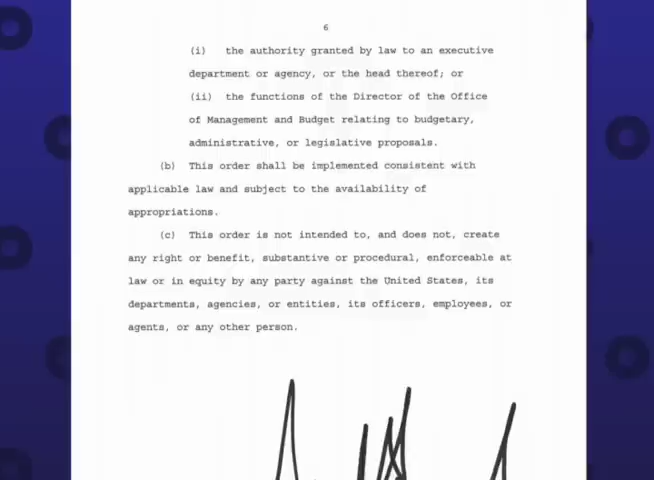 6
(i) the authority granted by law to an executive
department or agency, or the head thereof; or
(ii) the functions of the Director of the Office
of Management and Budget relating to budgetary,
administrative, or legislative proposals.
(b) This order shall be implemented consistent with
applicable law and subject to the availability of
appropriations.
(c) This order is not intended to, and does not, create
any right or benefit, substantive or procedural, enforceable at
law or in equity by any party against the United States, its
departments, agencies, or entities, its officers, employees, or
agents, or any other person.